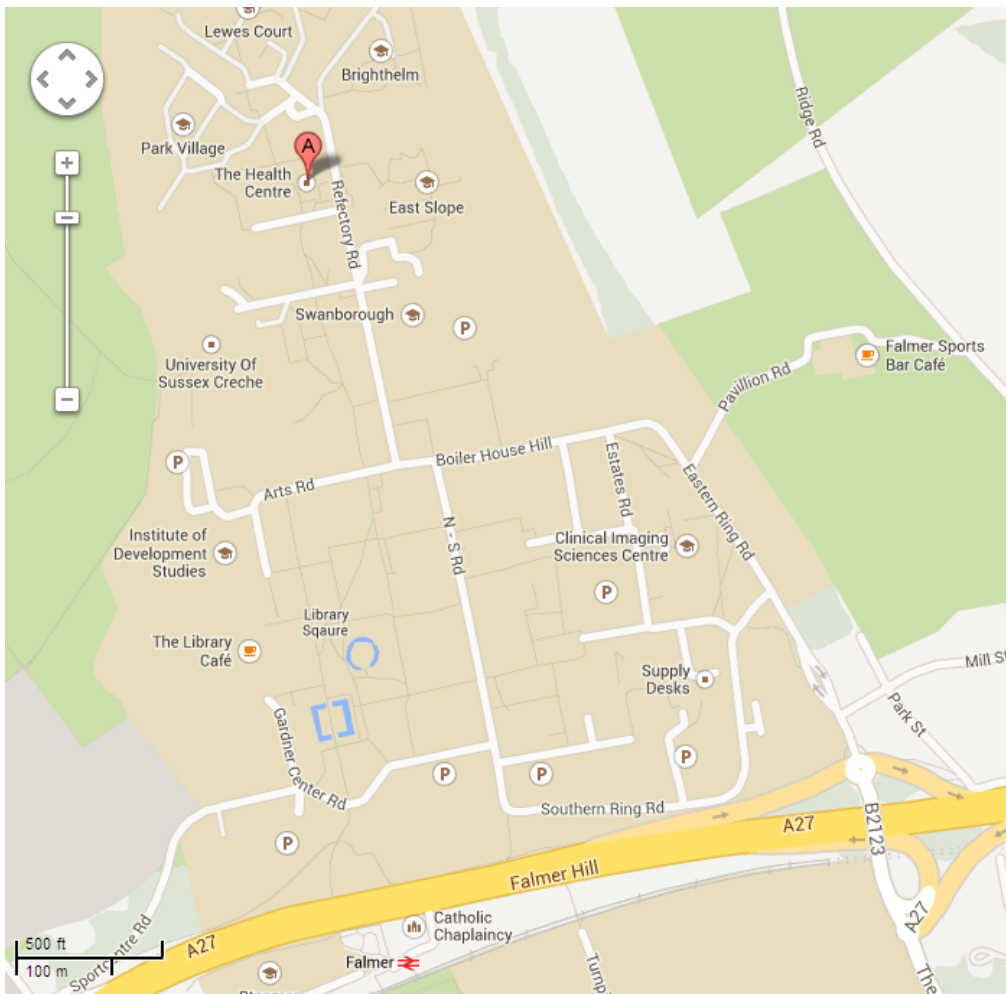 Lewes Court
Brighthelm
Ridge Rd
Park Village
A
The Health
Centre
Refectory Rd
East Slope
Swanborough
P
University Of
Sussex Creche
Falmer Sports
Bar Café
Pavillion Rd
Boiler House Hill
P
Arts Rd
Estates Rd
Eastern Ring Rd
Institute of
Development
Studies
N - S Rd
Clinical Imaging
Sciences Centre
P
Library
Sqaure
The Library
Café
Mill St
Supply
Desks
Park St
Gardner Center Rd
P
P
P
Southern Ring Rd
A27
B2123
P
Falmer Hill
A27
Catholic
Chaplaincy
A27
Sportcentre Rd
500 ft
100 m
Falmer
The